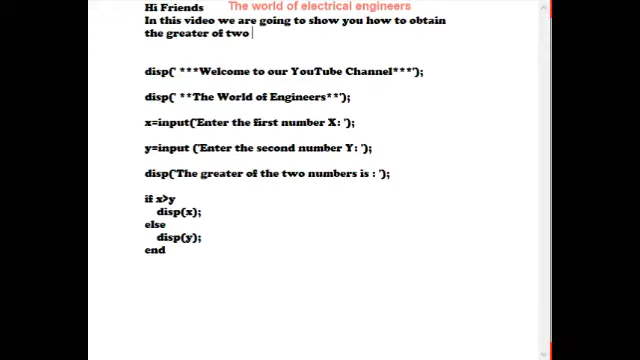 The world of electrical engineers
Hi Friends
In this video we are going to show you how to obtain
the greater of two
disp(' ***Welcome to our YouTube Channel***');
disp(' **The World of Engineers**');
x=input('Enter the first number X: ');
y=input ('Enter the second number Y: ');
disp('The greater of the two numbers is : ');
if x>y
disp(x);
else
disp(y);
end